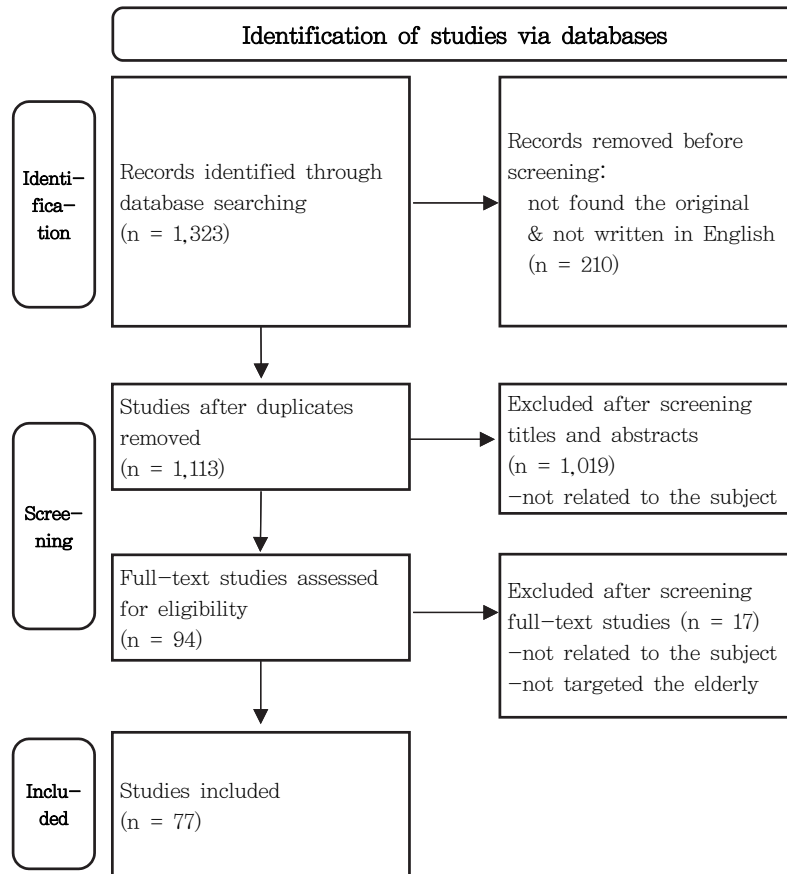 Identification of studies via databases
Identi-
fica-
tion
Records identified through
database searching
(n = 1,323)
Records removed before
screening:
not found the original
& not written in English
(n = 210)
Scree-
ning
Studies after duplicates
removed
(n = 1,113)
Excluded after screening
titles and abstracts
(n = 1,019)
-not related to the subject
Full-text studies assessed
for eligibility
(n = 94)
Excluded after screening
full-text studies (n = 17)
-not related to the subject
-not targeted the elderly
Inclu-
ded
Studies included
(n = 77)